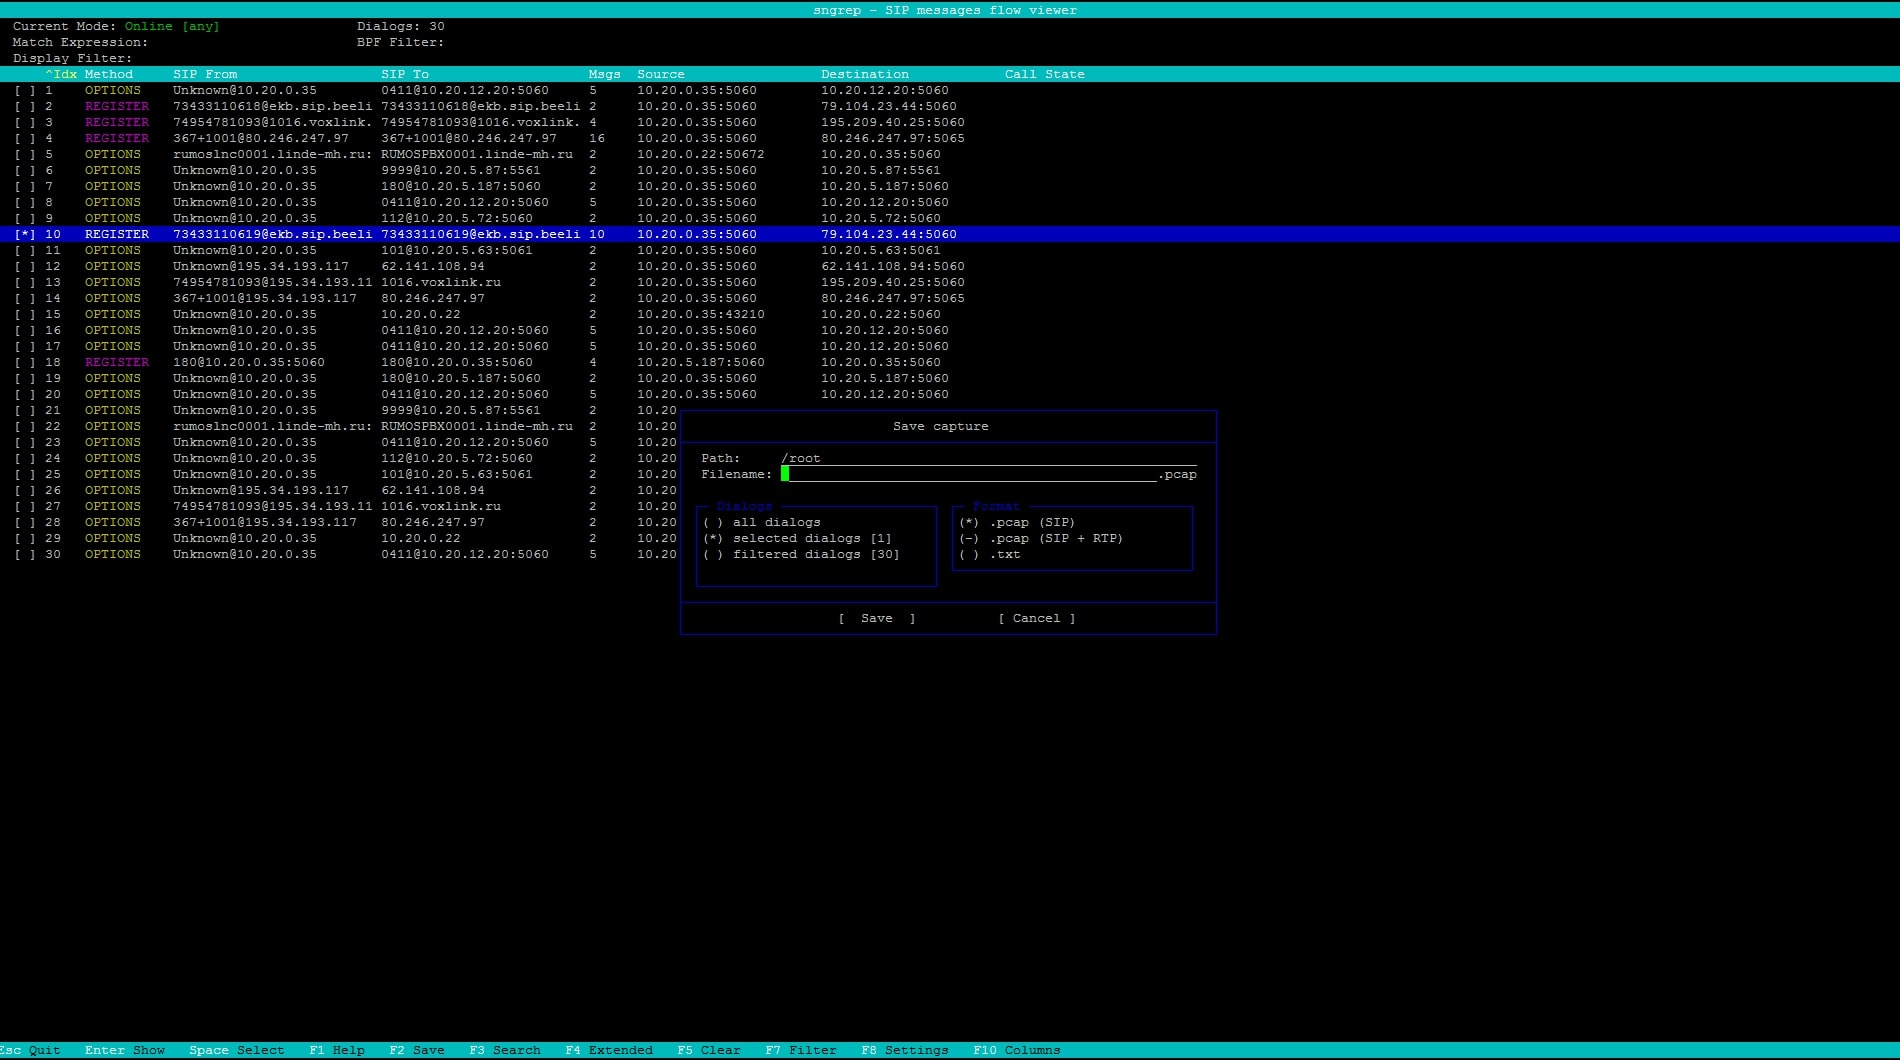 sngrep - SIP messages flow viewer
Current Mode: Online [any] Dialogs: 30
Match Expression: BPF Filter:
Display Filter:
^Idx Method SIP From SIP To Msgs Source Destination Call State
[ ] 1 OPTIONS Unknown@10.20.0.35 0411@10.20.12.20:5060 5 10.20.0.35:5060 10.20.12.20:5060
[ ] 2 REGISTER 73433110618@ekb.sip.beeli 73433110618@ekb.sip.beeli 2 10.20.0.35:5060 79.104.23.44:5060
[ ] 3 REGISTER 74954781093@1016.voxlink. 74954781093@1016.voxlink. 4 10.20.0.35:5060 195.209.40.25:5060
[ ] 4 REGISTER 367+1001@80.246.247.97 367+1001@80.246.247.97 16 10.20.0.35:5060 80.246.247.97:5065
[ ] 5 OPTIONS rumoslnc0001.linde-mh.ru: RUMOSPBX0001.linde-mh.ru 2 10.20.0.22:50672 10.20.0.35:5060
[ ] 6 OPTIONS Unknown@10.20.0.35 9999@10.20.5.87:5561 2 10.20.0.35:5060 10.20.5.87:5561
[ ] 7 OPTIONS Unknown@10.20.0.35 180@10.20.5.187:5060 2 10.20.0.35:5060 10.20.5.187:5060
[ ] 8 OPTIONS Unknown@10.20.0.35 0411@10.20.12.20:5060 5 10.20.0.35:5060 10.20.12.20:5060
[ ] 9 OPTIONS Unknown@10.20.0.35 112@10.20.5.72:5060 2 10.20.0.35:5060 10.20.5.72:5060
[*] 10 REGISTER 73433110619@ekb.sip.beeli 73433110619@ekb.sip.beeli 10 10.20.0.35:5060 79.104.23.44:5060
[ ] 11 OPTIONS Unknown@10.20.0.35 101@10.20.5.63:5061 2 10.20.0.35:5060 10.20.5.63:5061
[ ] 12 OPTIONS Unknown@195.34.193.117 62.141.108.94 2 10.20.0.35:5060 62.141.108.94:5060
[ ] 13 OPTIONS 74954781093@195.34.193.11 1016.voxlink.ru 2 10.20.0.35:5060 195.209.40.25:5060
[ ] 14 OPTIONS 367+1001@195.34.193.117 80.246.247.97 2 10.20.0.35:5060 80.246.247.97:5065
[ ] 15 OPTIONS Unknown@10.20.0.35 10.20.0.22 2 10.20.0.35:43210 10.20.0.22:5060
[ ] 16 OPTIONS Unknown@10.20.0.35 0411@10.20.12.20:5060 5 10.20.0.35:5060 10.20.12.20:5060
[ ] 17 OPTIONS Unknown@10.20.0.35 0411@10.20.12.20:5060 5 10.20.0.35:5060 10.20.12.20:5060
[ ] 18 REGISTER 180@10.20.0.35:5060 180@10.20.0.35:5060 4 10.20.5.187:5060 10.20.0.35:5060
[ ] 19 OPTIONS Unknown@10.20.0.35 180@10.20.5.187:5060 2 10.20.0.35:5060 10.20.5.187:5060
[ ] 20 OPTIONS Unknown@10.20.0.35 0411@10.20.12.20:5060 5 10.20.0.35:5060 10.20.12.20:5060
[ ] 21 OPTIONS Unknown@10.20.0.35 9999@10.20.5.87:5561 2 10.20
[ ] 22 OPTIONS rumoslnc0001.linde-mh.ru: RUMOSPBX0001.linde-mh.ru 2 10.20
[ ] 23 OPTIONS Unknown@10.20.0.35 0411@10.20.12.20:5060 5 10.20
[ ] 24 OPTIONS Unknown@10.20.0.35 112@10.20.5.72:5060 2 10.20
[ ] 25 OPTIONS Unknown@10.20.0.35 101@10.20.5.63:5061 2 10.20
[ ] 26 OPTIONS Unknown@195.34.193.117 62.141.108.94 2 10.20
[ ] 27 OPTIONS 74954781093@195.34.193.11 1016.voxlink.ru 2 10.20
[ ] 28 OPTIONS 367+1001@195.34.193.117 80.246.247.97 2 10.20
[ ] 29 OPTIONS Unknown@10.20.0.35 10.20.0.22 2 10.20
[ ] 30 OPTIONS Unknown@10.20.0.35 0411@10.20.12.20:5060 5 10.20
Save capture
Path: /root
Filename: .pcap
Dialogs
( ) all dialogs
(*) selected dialogs [1]
( ) filtered dialogs [30]
Format
(*) .pcap (SIP)
(-) .pcap (SIP + RTP)
( ) .txt
[ Save ] [ Cancel ]
Esc Quit Enter Show Space Select F1 Help F2 Save F3 Search F4 Extended F5 Clear F7 Filter F8 Settings F10 Columns